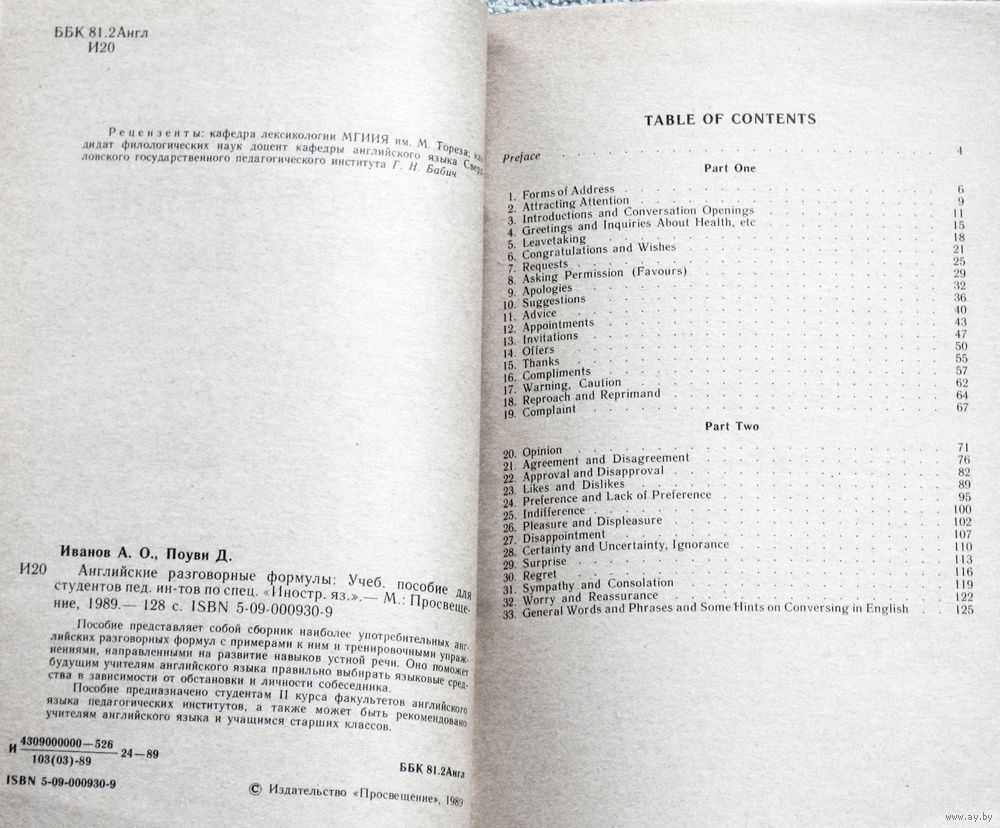 ББК 81.2Англ
И20
Рецензенты: кафедра лексикологии МГИИЯ им. М. Тореза; кан-
дидат филологических наук доцент кафедры английского языка Сверд-
ловского государственного педагогического института Г. Н. Бабич
Иванов А. О., Поуви Д.
И20 Английские разговорные формулы: Учеб. пособие для
студентов пед. ин-тов по спец. «Иностр. яз.».— М.: Просвеще-
ние, 1989.— 128 с. ISBN 5-09-000930-9
Пособие представляет собой сборник наиболее употребительных анг-
лийских разговорных формул с примерами к ним и тренировочными упраж-
нениями, направленными на развитие навыков устной речи. Оно поможет
будущим учителям английского языка правильно выбирать языковые сред-
ства в зависимости от обстановки и личности собеседника.
Пособие предназначено студентам II курса факультетов английского
языка педагогических институтов, а также может быть рекомендовано
учителям английского языка и учащимся старших классов.
И 4309000000—526
103(03)-89 24—89
ББК 81.2Англ
ISBN 5-09-000930-9
© Издательство «Просвещение», 1989
TABLE OF CONTENTS
Preface 4
Part One
1. Forms of Address 6
2. Attracting Attention 9
3. Introductions and Conversation Openings 11
4. Greetings and Inquiries About Health, etc 15
5. Leavetaking 18
6. Congratulations and Wishes 21
7. Requests 25
8. Asking Permission (Favours) 29
9. Apologies 32
10. Suggestions 36
11. Advice 40
12. Appointments 43
13. Invitations 47
14. Offers 50
15. Thanks 55
16. Compliments 57
17. Warning, Caution 62
18. Reproach and Reprimand 64
19. Complaint 67
Part Two
20. Opinion 71
21. Agreement and Disagreement 76
22. Approval and Disapproval 82
23. Likes and Dislikes 89
24. Preference and Lack of Preference 95
25. Indifference 100
26. Pleasure and Displeasure 102
27. Disappointment 107
28. Certainty and Uncertainty, Ignorance 110
29. Surprise 113
30. Regret 116
31. Sympathy and Consolation 119
32. Worry and Reassurance 122
33. General Words and Phrases and Some Hints on Conversing in English 125
www.ay.by